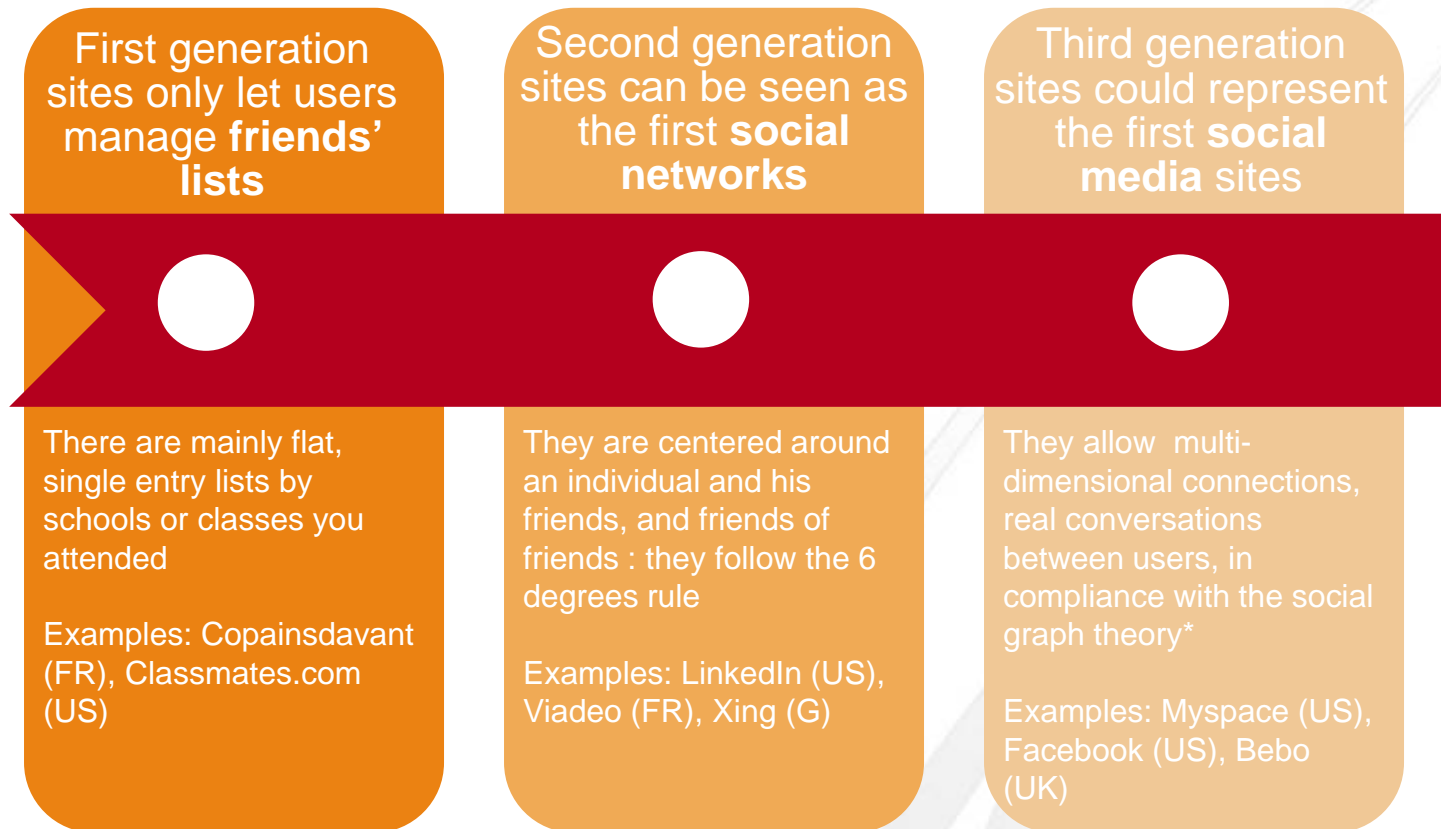 First generation
sites only let users
manage friends’
lists
There are mainly flat,
single entry lists by
schools or classes you
attended
Examples: Copainsdavant
(FR), Classmates.com
(US)
Second generation
sites can be seen as
the first social
networks
They are centered around
an individual and his
friends, and friends of
friends : they follow the 6
degrees rule
Examples: LinkedIn (US),
Viadeo (FR), Xing (G)
Third generation
sites could represent
the first social
media sites
They allow  multi-
dimensional connections,
real conversations
between users, in
compliance with the social
graph theory*
Examples: Myspace (US),
Facebook (US), Bebo
(UK)